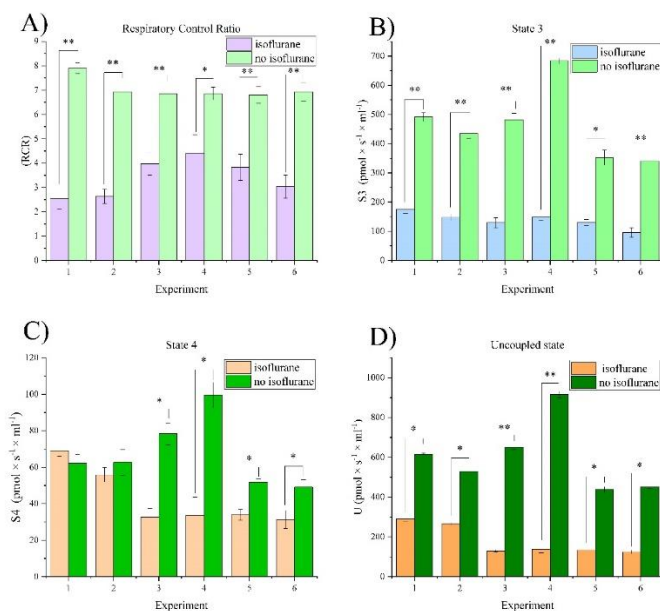 A)
Respiratory Control Ratio
isoflurane
no isoflurane
** ** ** * ** **
9
8
7
6
5
4
3
2
1
0
(RCR)
1 2 3 4 5 6
Experiment
B)
State 3
isoflurane
no isoflurane
** ** ** ** * **
700
600
500
400
300
200
100
0
S3 (pmol × s⁻¹ × ml⁻¹)
1 2 3 4 5 6
Experiment
C)
State 4
isoflurane
no isoflurane
* * * *
120
100
80
60
40
20
0
S4 (pmol × s⁻¹ × ml⁻¹)
1 2 3 4 5 6
Experiment
D)
Uncoupled state
isoflurane
no isoflurane
* * ** ** * *
1000
800
600
400
200
0
U (pmol × s⁻¹ × ml⁻¹)
1 2 3 4 5 6
Experiment